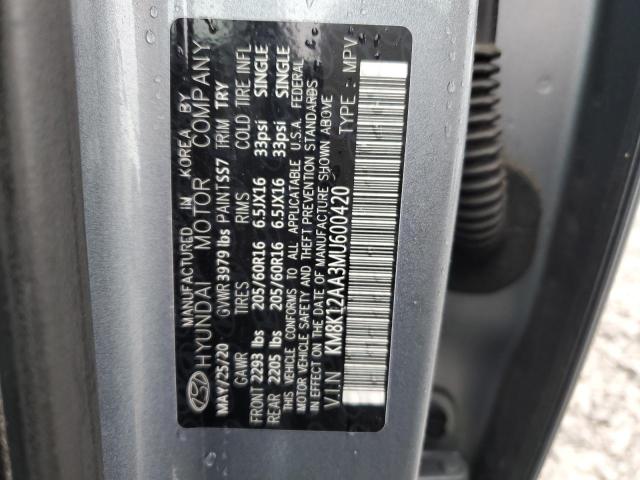 MANUFACTURED IN KOREA BY
HYUNDAI MOTOR COMPANY
MAY/25/20 GVWR 3979 lbs PAINT SS7 TRIM TRY
GAWR TIRE RIMS COLD TIRE INFL
FRONT 2293 lbs 205/60R16 6.5JX16 33psi SINGLE
REAR 2205 lbs 205/60R16 6.5JX16 33psi SINGLE
THIS VEHICLE CONFORMS TO ALL APPLICATABLE U.S.A. FEDERAL
MOTOR VEHICLE SAFETY AND THEFT PREVENTION STANDARDS
IN EFFECT ON THE DATE OF MANUFACTURE SHOWN ABOVE
V.I.N : KM8K12AA3MU600420 TYPE : MPV